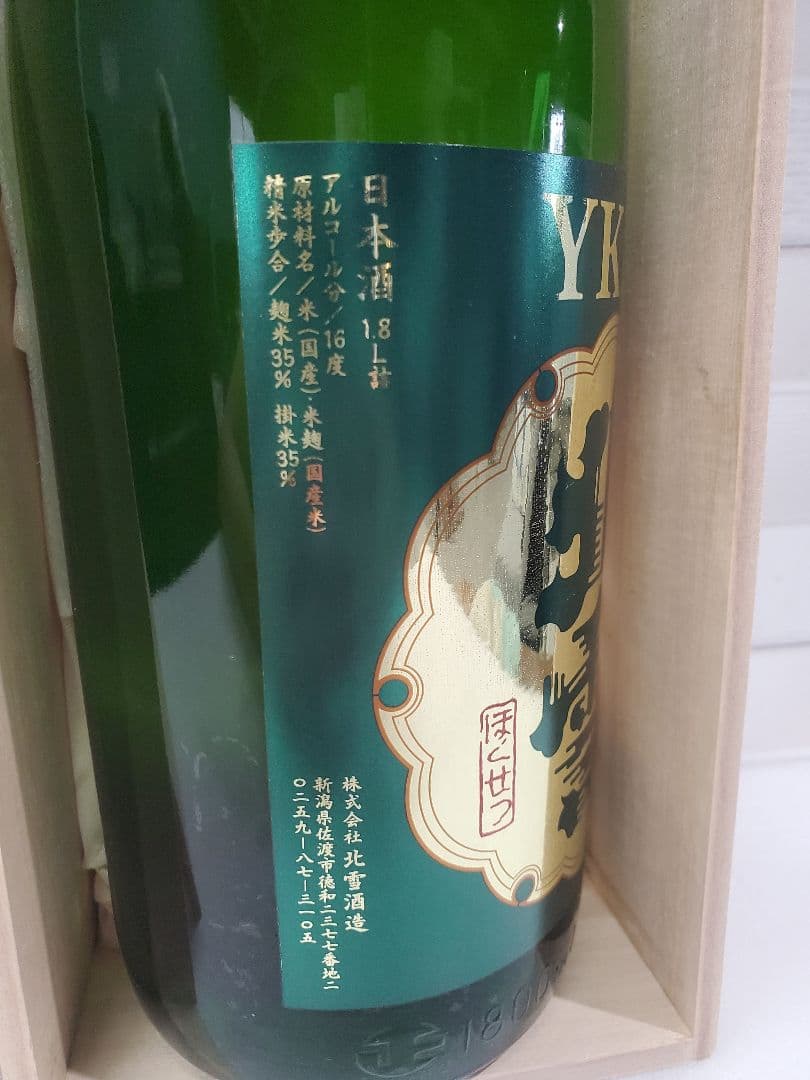 YK
日本酒 1.8L詰
アルコール分/16度
原材料名/米(国産)・米麹(国産米)
精米歩合/麹米35% 掛米35%
ほくせつ
株式会社 北雪酒造
新潟県佐渡市徳和二三七七番地二
〇二五九ー八七ー三一〇五
1800